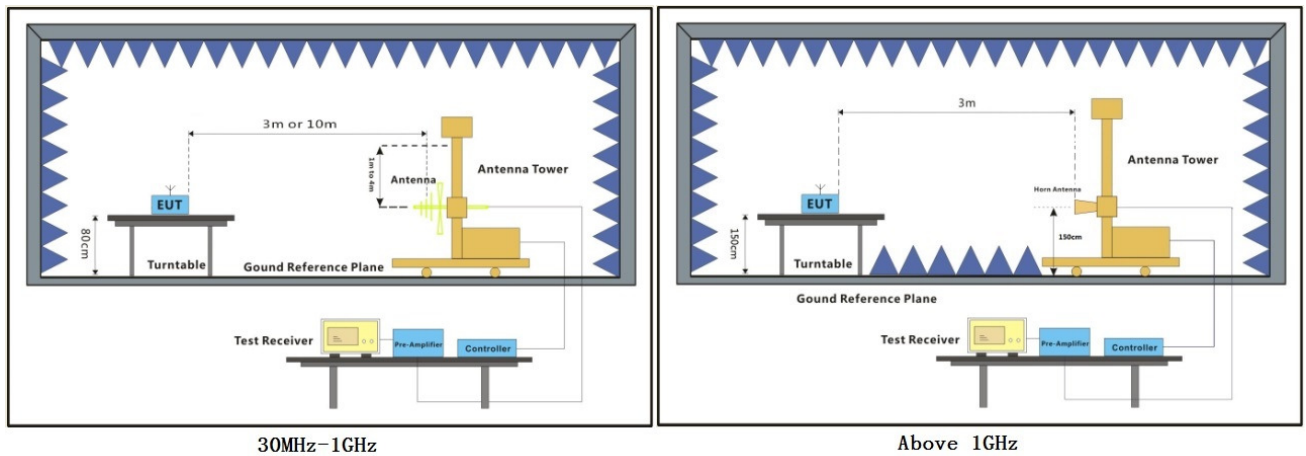 3m or 10m
1m to 4m
Antenna
Antenna Tower
EUT
80cm
Turntable
Gound Reference Plane
Test Receiver
Pre-Amplifier
Controller
30MHz-1GHz
3m
Antenna Tower
Horn Antenna
EUT
150cm
150cm
Turntable
Gound Reference Plane
Test Receiver
Pre-Amplifier
Controller
Above 1GHz